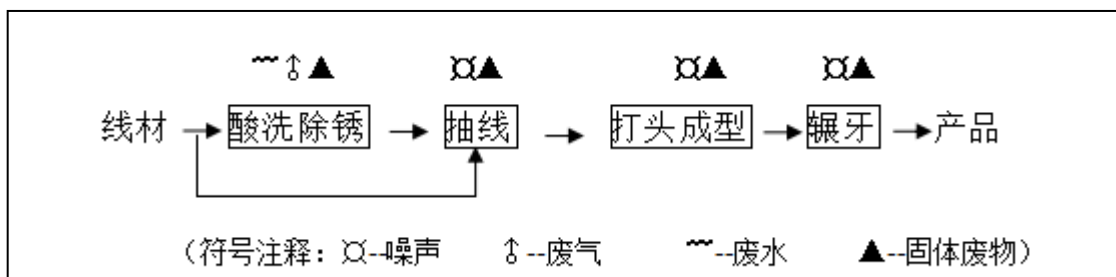 线材 酸洗除锈 抽线 打头成型 辗牙 产品
(符号注释: ¤--噪声 --废气 --废水 ▲--固体废物)